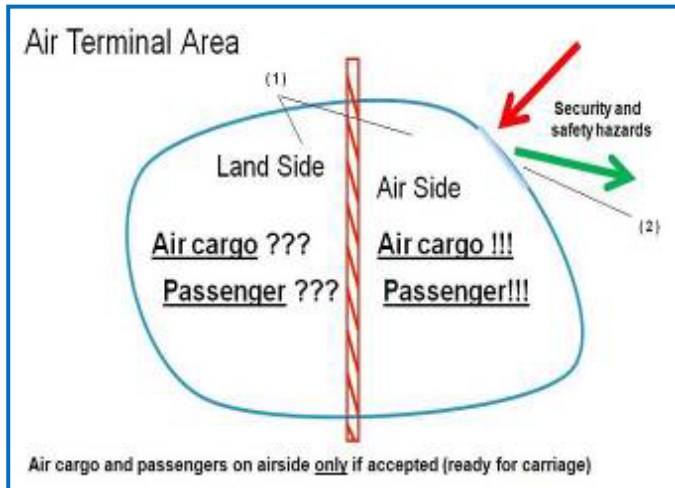 Air Terminal Area
(1)
Security and
safety hazards
Land Side
Air Side
(2)
Air cargo ???
Air cargo !!!
Passenger ???
Passenger!!!
Air cargo and passengers on airside only if accepted (ready for carriage)